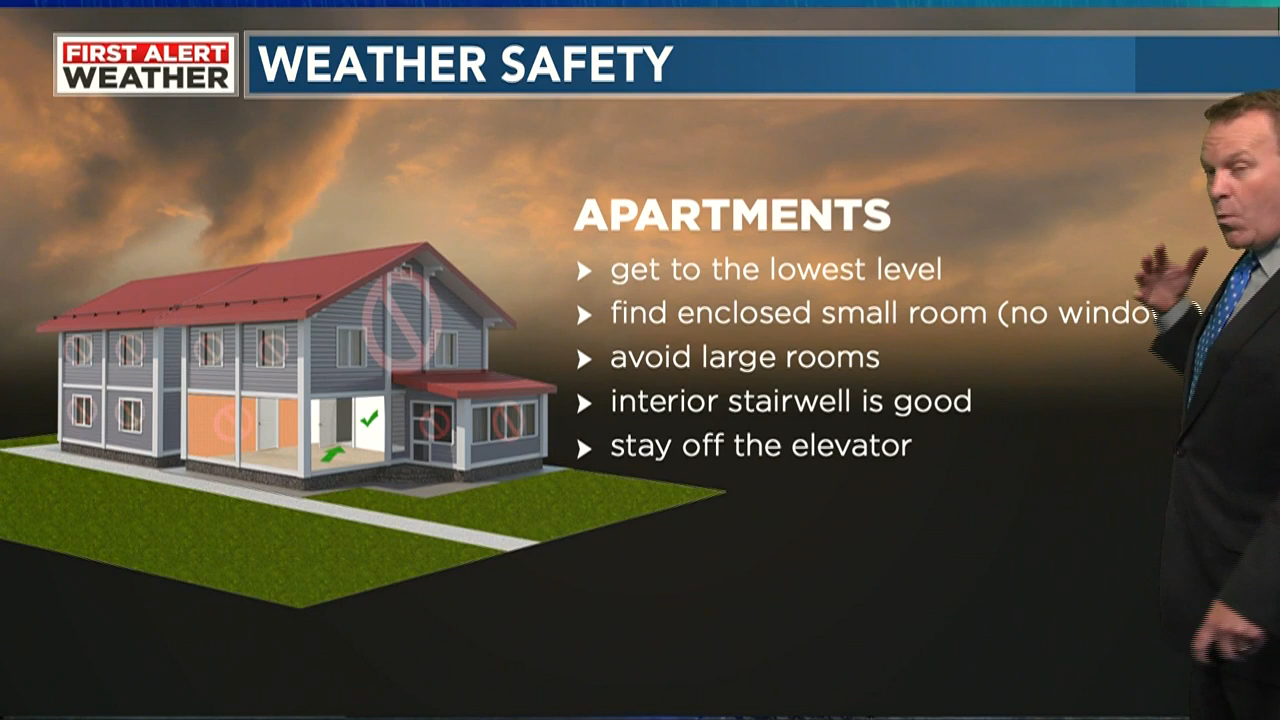 FIRST ALERT
WEATHER
WEATHER SAFETY
APARTMENTS
get to the lowest level
find enclosed small room (no windo
avoid large rooms
interior stairwell is good
stay off the elevator